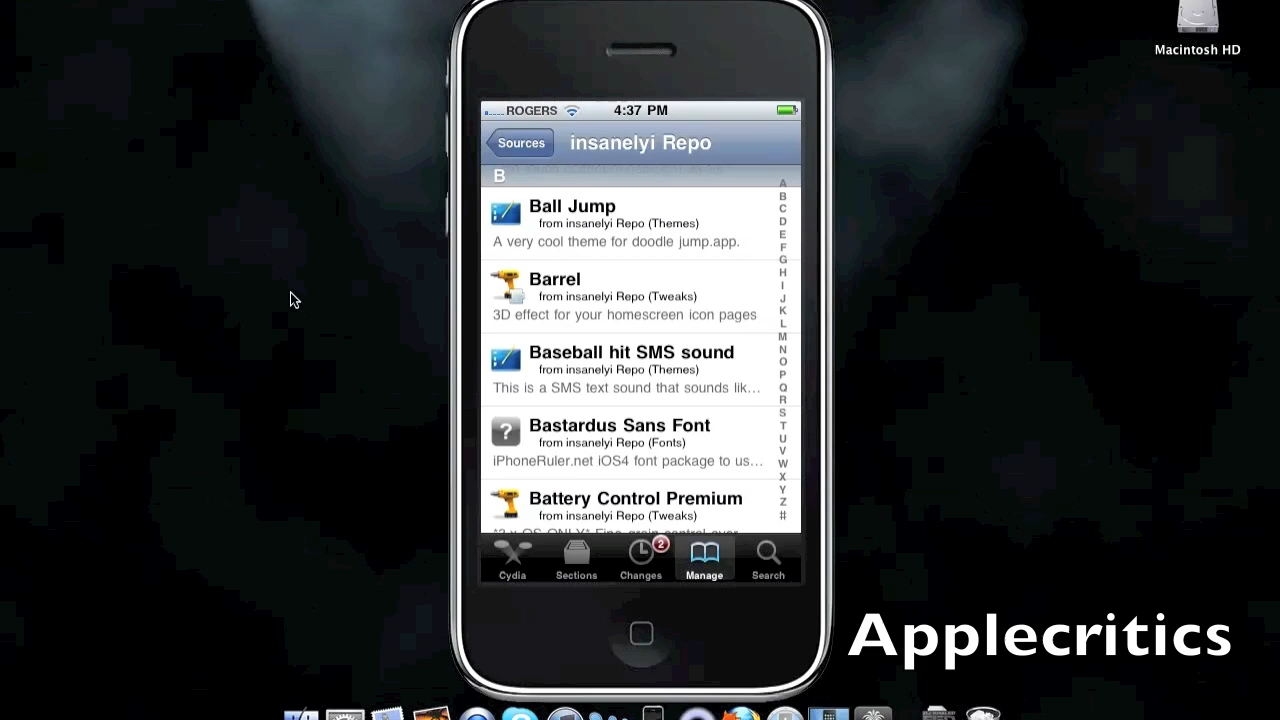 Macintosh HD
ROGERS 4:37 PM
Sources insanelyi Repo
B
Ball Jump
from insanelyi Repo (Themes)
A very cool theme for doodle jump.app.
Barrel
from insanelyi Repo (Tweaks)
3D effect for your homescreen icon pages
Baseball hit SMS sound
from insanelyi Repo (Themes)
This is a SMS text sound that sounds lik...
Bastardus Sans Font
from insanelyi Repo (Fonts)
iPhoneRuler.net iOS4 font package to us...
Battery Control Premium
from insanelyi Repo (Tweaks)
A
B
C
D
E
F
G
H
I
J
K
L
M
N
O
P
Q
R
S
T
U
V
W
X
Y
Z
#
2
Cydia Sections Changes Manage Search
Applecritics